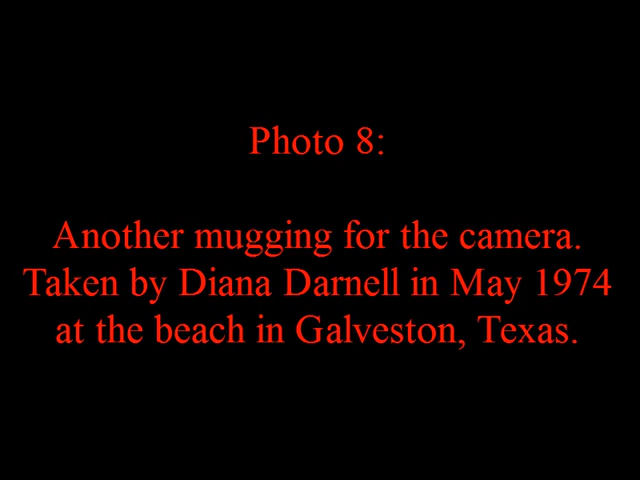 Photo 8:
Another mugging for the camera.
Taken by Diana Darnell in May 1974
at the beach in Galveston, Texas.